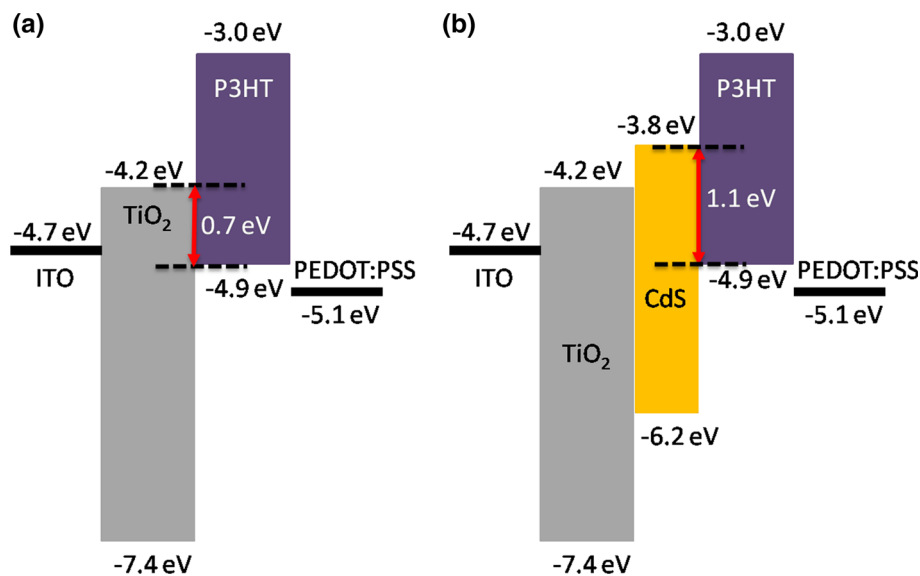 (a)
-3.0 eV
P3HT
-4.2 eV
TiO₂
0.7 eV
-4.7 eV
ITO
-4.9 eV
PEDOT:PSS
-5.1 eV
-7.4 eV
(b)
-3.0 eV
P3HT
-3.8 eV
-4.2 eV
1.1 eV
-4.7 eV
ITO
-4.9 eV
PEDOT:PSS
-5.1 eV
CdS
TiO₂
-6.2 eV
-7.4 eV